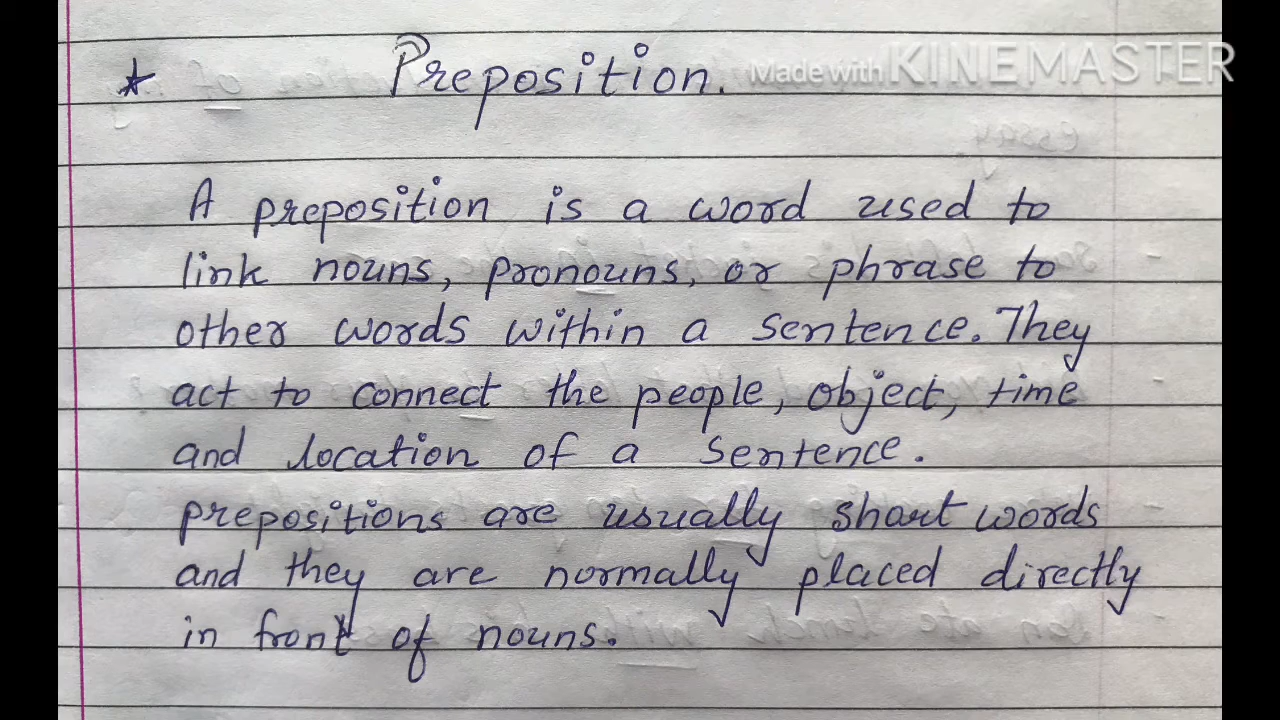 * Preposition.
Made with KINEMASTER
A preposition is a word used to
link nouns, pronouns, or phrase to
other words within a sentence. They
act to connect the people, object, time
and location of a sentence.
prepositions are usually short words
and they are normally placed directly
in front of nouns.